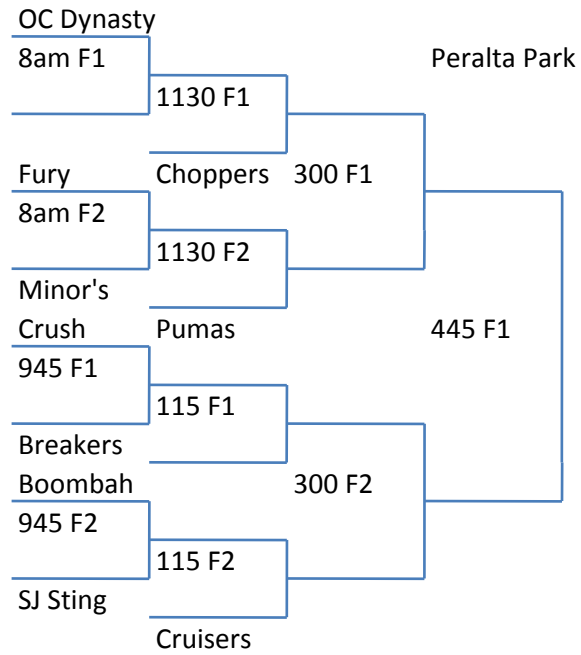 OC Dynasty
8am F1
Peralta Park
1130 F1
Fury
Choppers
300 F1
8am F2
1130 F2
Minor's
Crush
Pumas
445 F1
945 F1
115 F1
Breakers
Boombah
300 F2
945 F2
115 F2
SJ Sting
Cruisers